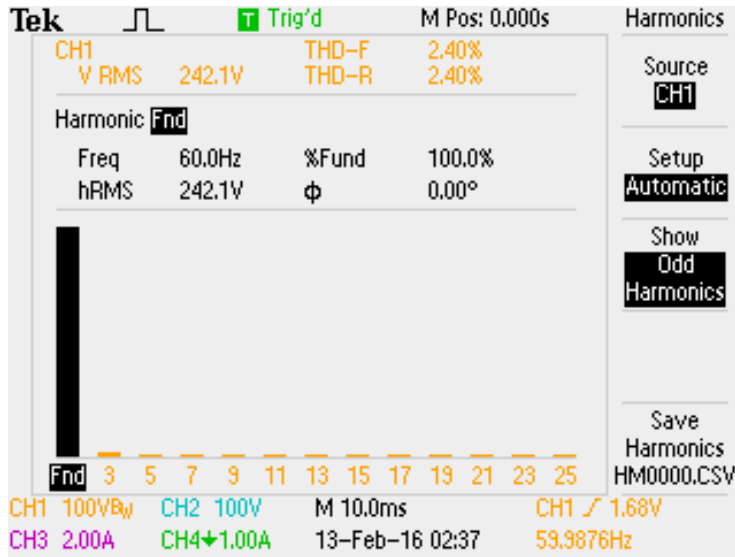 Tek T Trig'd M Pos: 0.000s Harmonics
CH1 THD-F 2.40%
V RMS 242.1V THD-R 2.40%
Source
CH1
Harmonic Fnd
Freq 60.0Hz %Fund 100.0%
hRMS 242.1V ϕ 0.00°
Setup
Automatic
Show
Odd
Harmonics
Save
Harmonics
HM0000.CSV
Fnd 3 5 7 9 11 13 15 17 19 21 23 25
CH1 100VBW CH2 100V M 10.0ms CH1 / 1.68V
CH3 2.00A CH4 1.00A 13-Feb-16 02:37 59.9876Hz